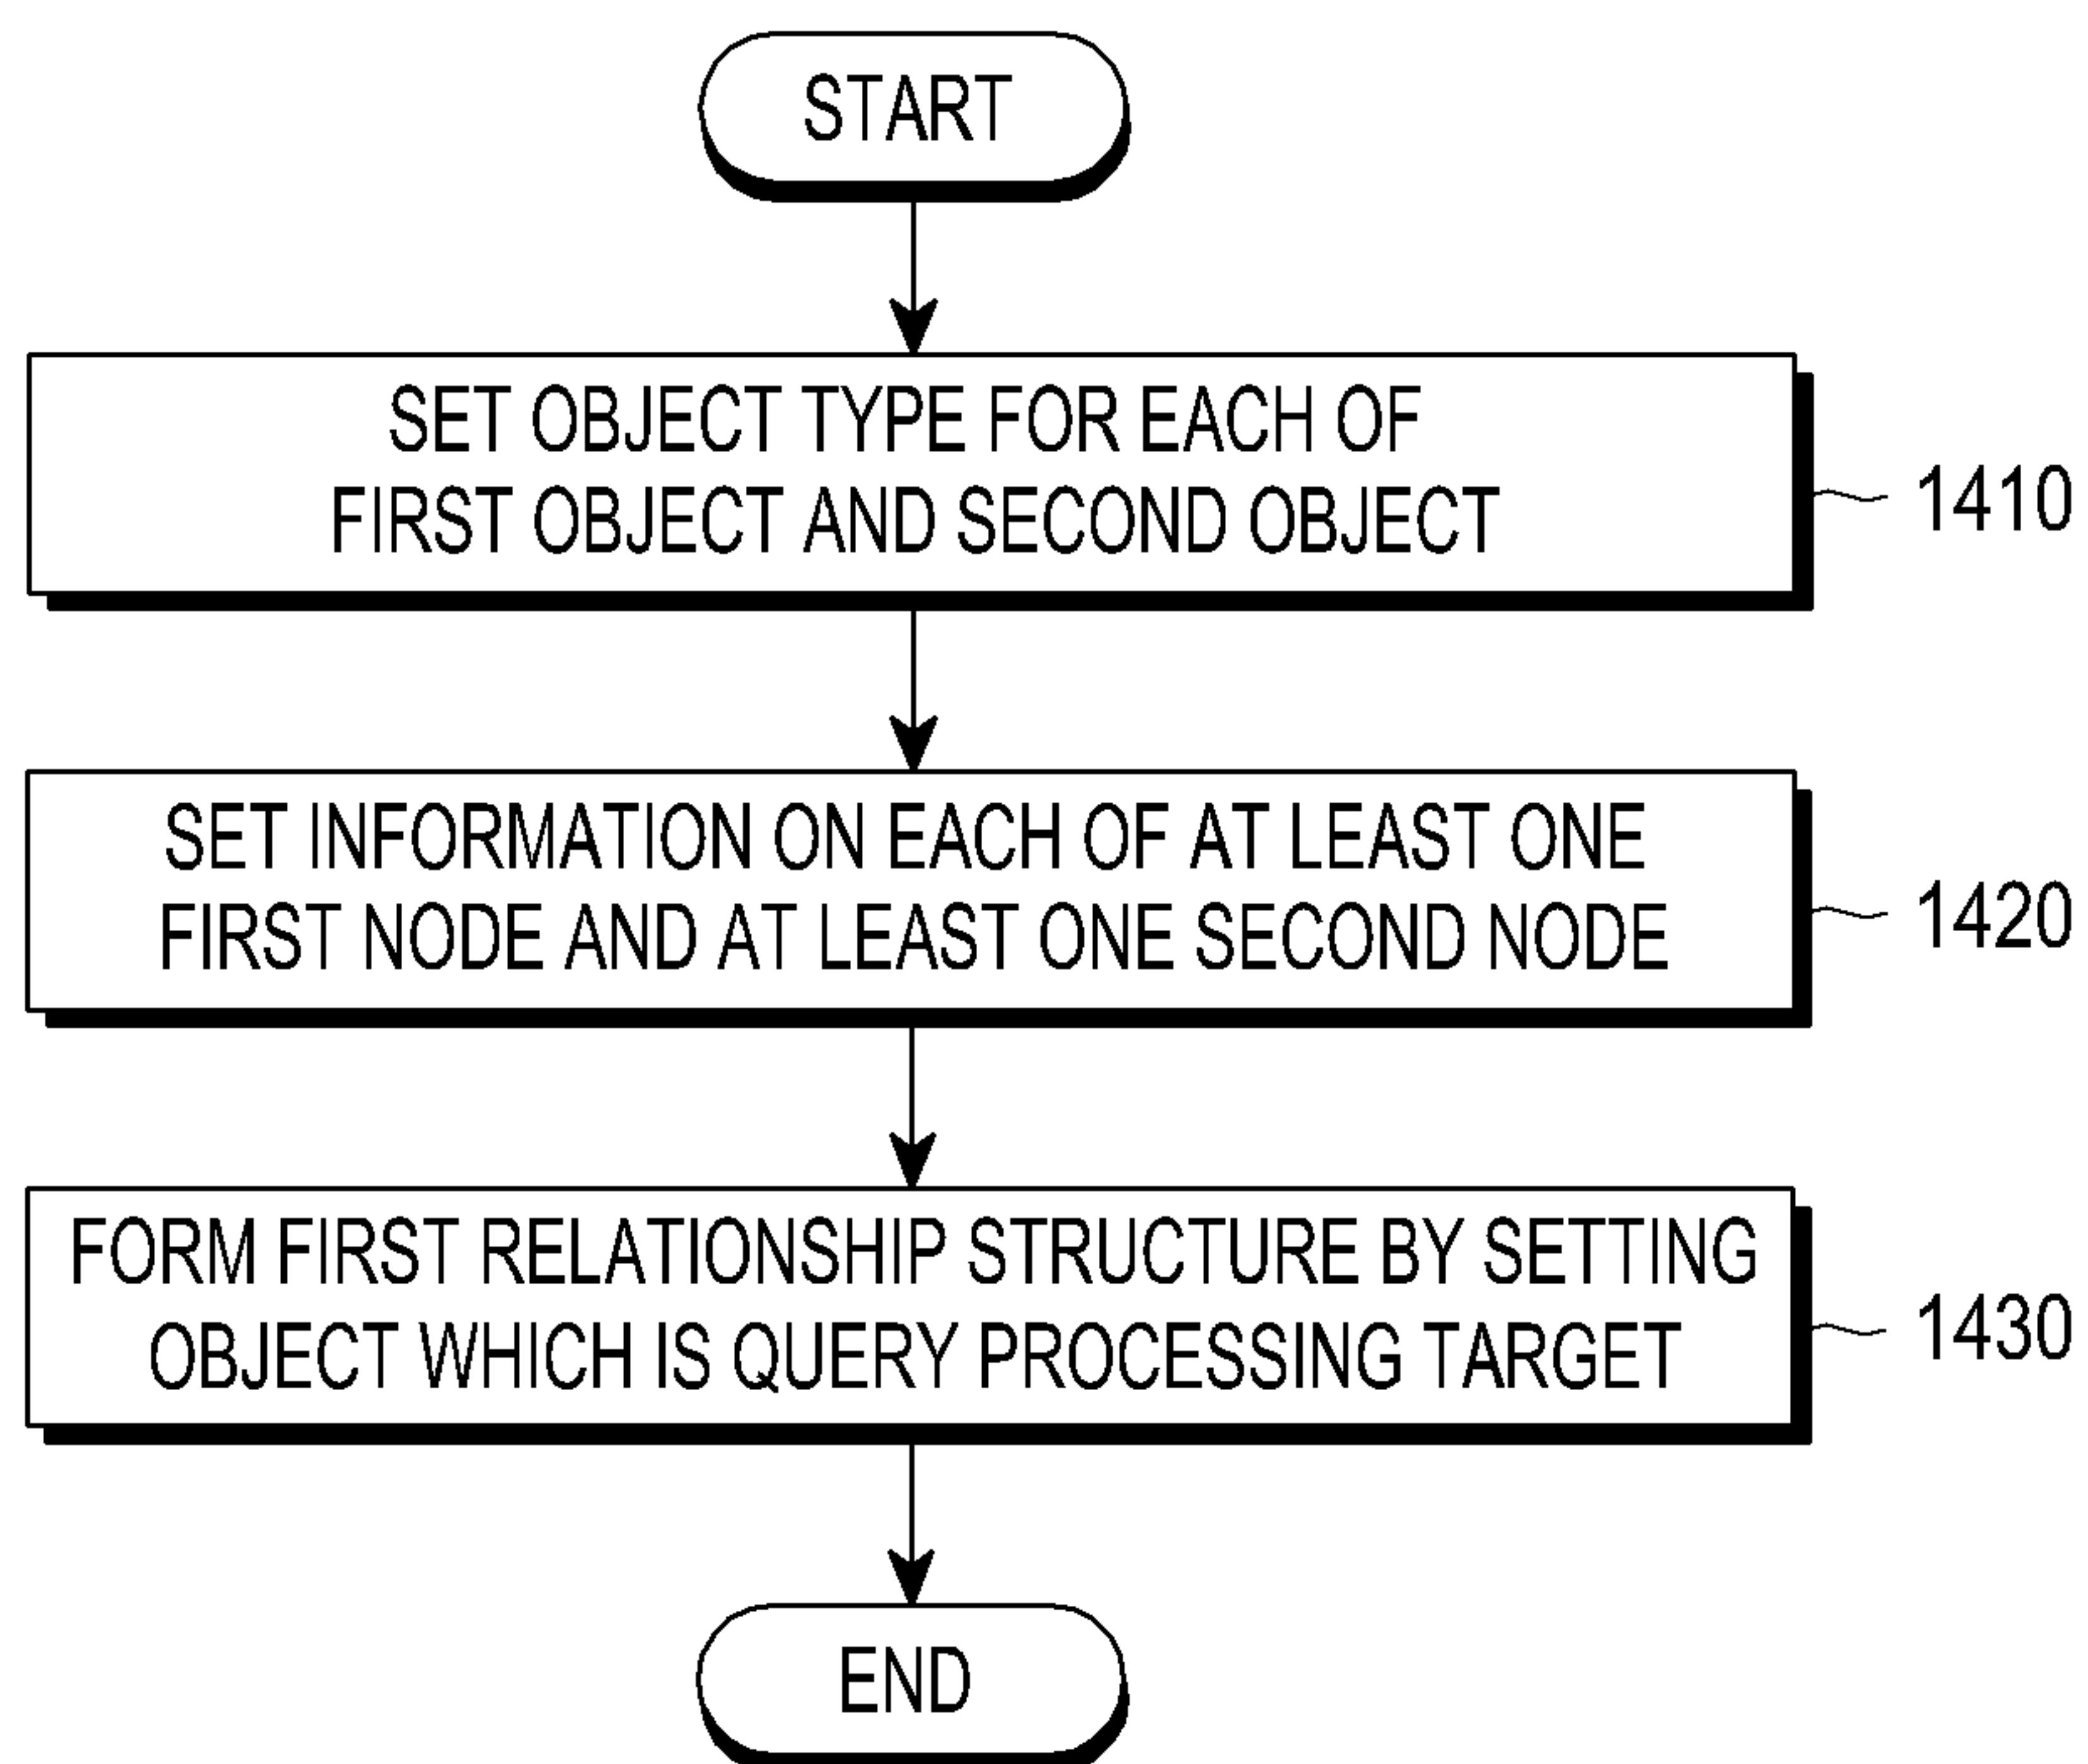 START
SET OBJECT TYPE FOR EACH OF
FIRST OBJECT AND SECOND OBJECT
1410
SET INFORMATION ON EACH OF AT LEAST ONE
FIRST NODE AND AT LEAST ONE SECOND NODE
1420
FORM FIRST RELATIONSHIP STRUCTURE BY SETTING
OBJECT WHICH IS QUERY PROCESSING TARGET
1430
END